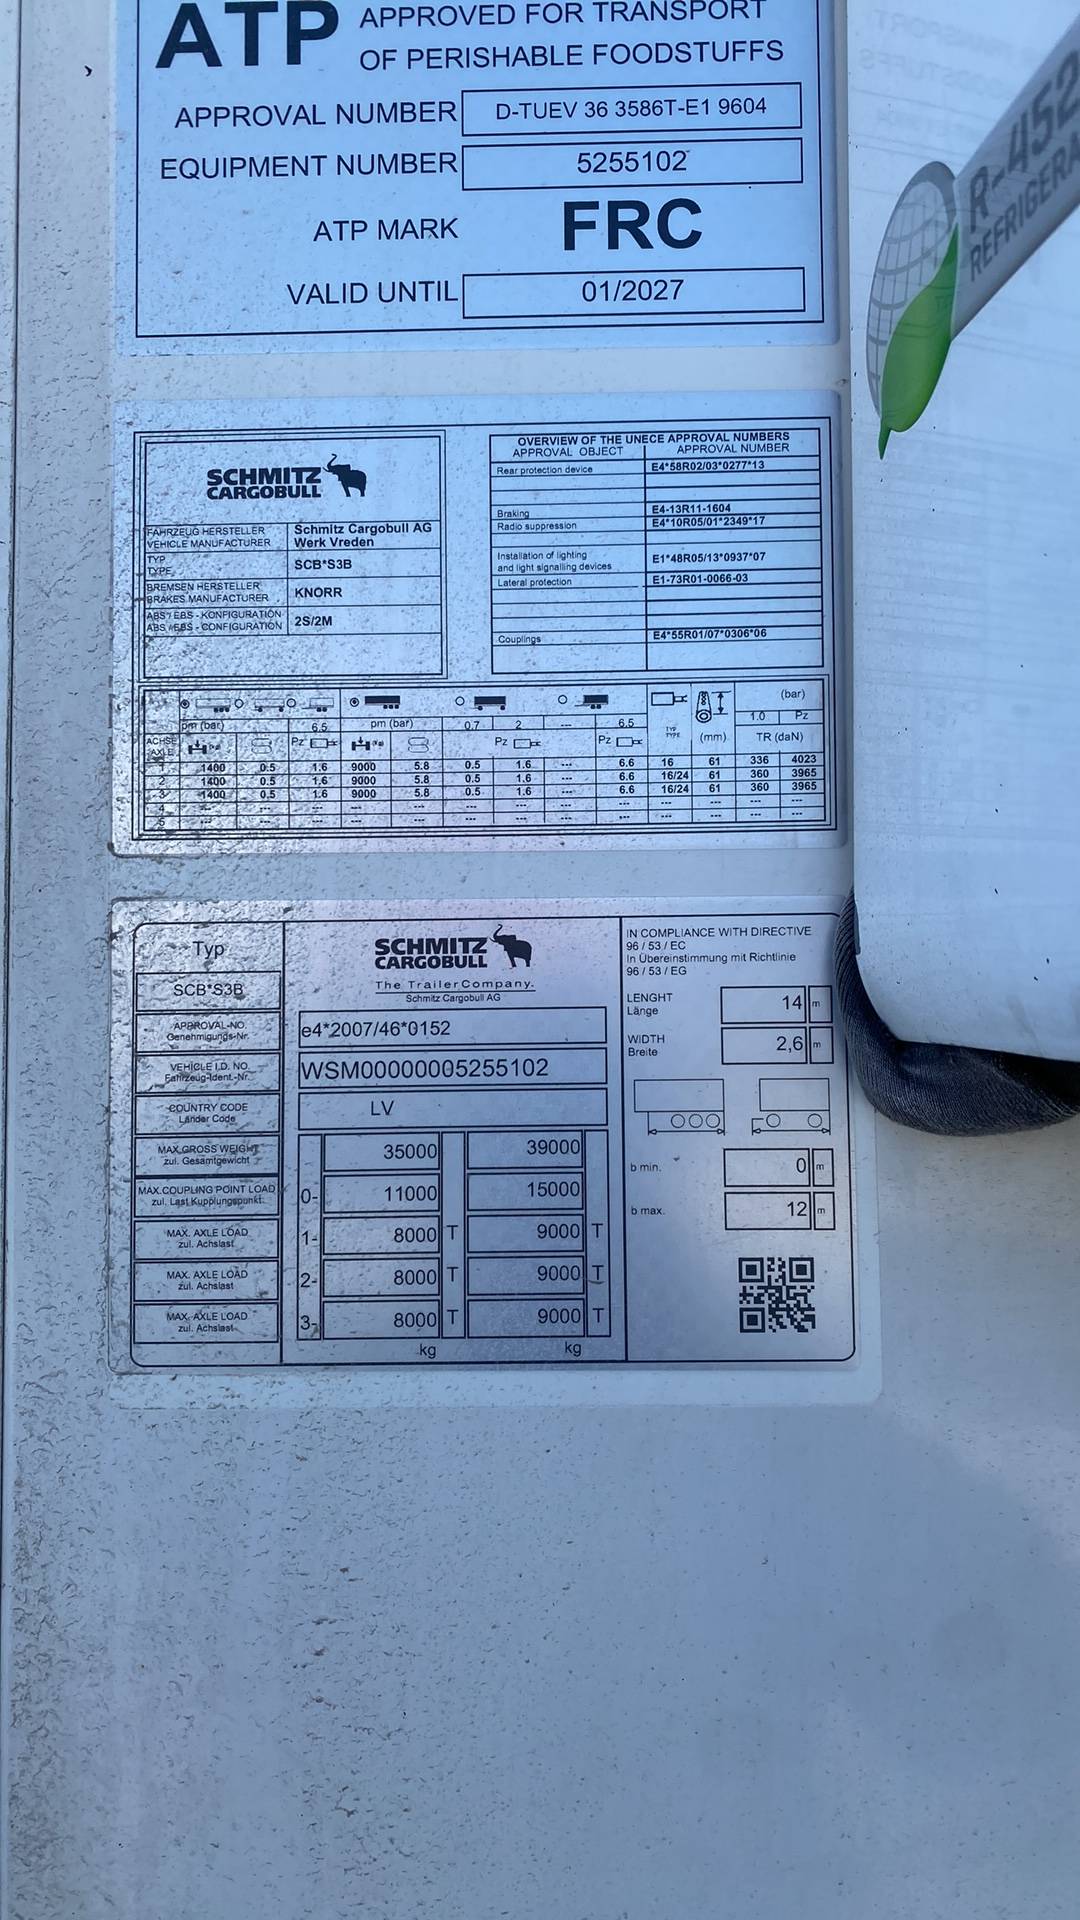 ATP APPROVED FOR TRANSPORT
OF PERISHABLE FOODSTUFFS
APPROVAL NUMBER D-TUEV 36 3586T-E1 9604
EQUIPMENT NUMBER 5255102
ATP MARK FRC
VALID UNTIL 01/2027
R-452
REFRIGERA
SCHMITZ
CARGOBULL
FAHRZEUG HERSTELLER
VEHICLE MANUFACTURER
Schmitz Cargobull AG
Werk Vreden
TYP
TYPE
SCB*S3B
BREMSEN HERSTELLER
BRAKES MANUFACTURER
KNORR
ABS / EBS - KONFIGURATION
ABS / EBS - CONFIGURATION
2S/2M
OVERVIEW OF THE UNECE APPROVAL NUMBERS
APPROVAL OBJECT APPROVAL NUMBER
Rear protection device E4*58R02/03*0277*13
Braking E4-13R11-1604
Radio suppression E4*10R05/01*2349*17
Installation of lighting
and light signalling devices E1*48R05/13*0937*07
Lateral protection E1-73R01-0066-03
Couplings E4*55R01/07*0306*06
(bar)
pm (bar) 6.5 pm (bar) 0.7 2 --- 6.5 1.0 Pz
ACHSE
AXLE
Pz Pz Pz TYP
TYPE (mm) TR (daN)
1 1400 0.5 1.6 9000 5.8 0.5 1.6 --- 6.6 16 61 336 4023
2 1400 0.5 1.6 9000 5.8 0.5 1.6 --- 6.6 16/24 61 360 3965
3 1400 0.5 1.6 9000 5.8 0.5 1.6 --- 6.6 16/24 61 360 3965
4 --- --- --- --- --- --- --- --- --- --- --- --- ---
5 --- --- --- --- --- --- --- --- --- --- --- --- ---
Typ
SCB*S3B
SCHMITZ
CARGOBULL
The Trailer Company.
Schmitz Cargobull AG
APPROVAL-NO.
Genehmigungs-Nr.
e4*2007/46*0152
VEHICLE I.D. NO.
Fahrzeug-Ident.-Nr.
WSM00000005255102
COUNTRY CODE
Länder Code
LV
MAX.GROSS WEIGHT
zul. Gesamtgewicht
35000 39000
MAX.COUPLING POINT LOAD
zul. Last Kupplungspunkt
0- 11000 15000
MAX. AXLE LOAD
zul. Achslast
1- 8000 T 9000 T
MAX. AXLE LOAD
zul. Achslast
2- 8000 T 9000 T
MAX. AXLE LOAD
zul. Achslast
3- 8000 T 9000 T
kg kg
IN COMPLIANCE WITH DIRECTIVE
96 / 53 / EC
In Übereinstimmung mit Richtlinie
96 / 53 / EG
LENGHT
Länge
14 m
WIDTH
Breite
2,6 m
b min. 0 m
b max. 12 m